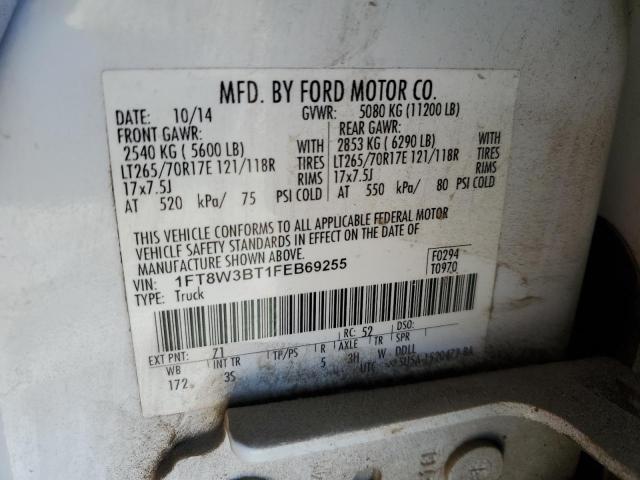 MFD. BY FORD MOTOR CO.
DATE: 10/14 GVWR: 5080 KG (11200 LB)
FRONT GAWR: REAR GAWR:
2540 KG ( 5600 LB) WITH 2853 KG ( 6290 LB) WITH
LT265/70R17E 121/118R TIRES LT265/70R17E 121/118R TIRES
17x7.5J RIMS 17x7.5J RIMS
AT 520 kPa/ 75 PSI COLD AT 550 kPa/ 80 PSI COLD
THIS VEHICLE CONFORMS TO ALL APPLICABLE FEDERAL MOTOR
VEHICLE SAFETY STANDARDS IN EFFECT ON THE DATE OF
MANUFACTURE SHOWN ABOVE.
VIN: 1FT8W3BT1FEB69255 F0294
TYPE: Truck T0970
EXT PNT: Z1 RC: 52 DSO:
WB INT TR TP/PS R AXLE TR SPR
172 3S 5 3H W DDLL
UTC